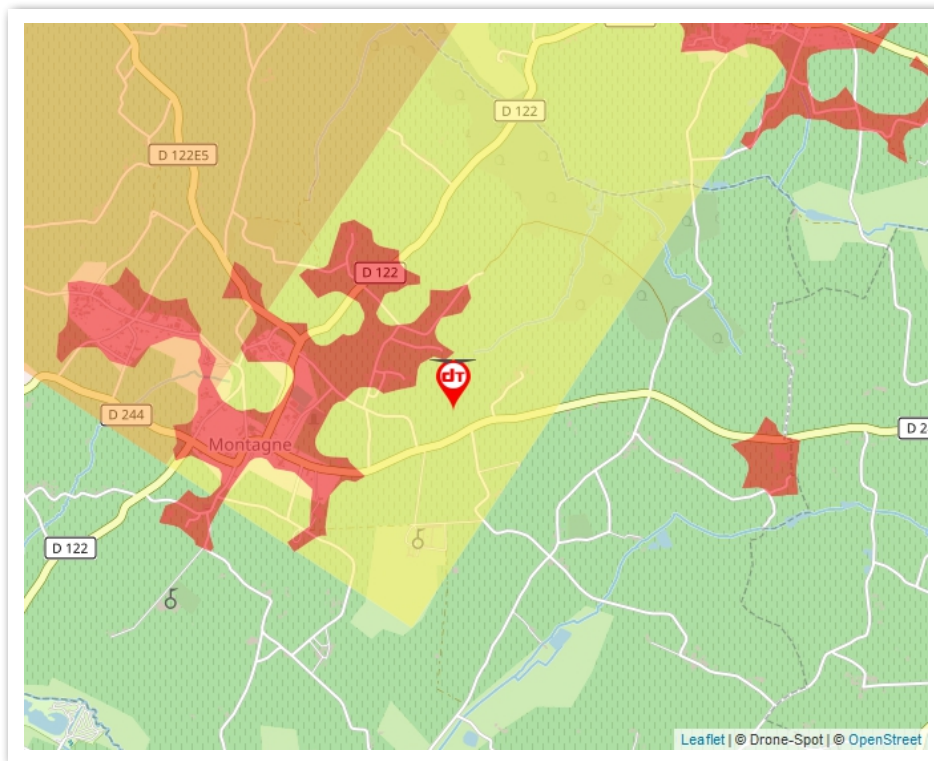 D 122
D 122E5
D 122
dT
D 244
D 2
Montagne
D 122
Leaflet | © Drone-Spot | © OpenStreet